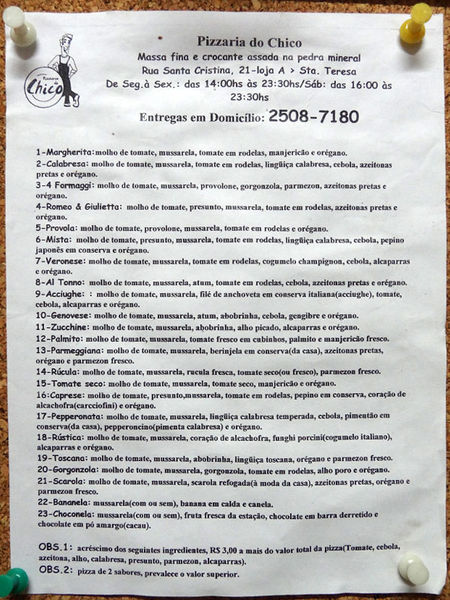 Pizzaria do
Chico
Pizzaria do Chico
Massa fina e crocante assada na pedra mineral
Rua Santa Cristina, 21-loja A > Sta. Teresa
De Seg.à Sex.: das 14:00hs às 23:30hs/Sáb: das 16:00 às
23:30hs
Entregas em Domicílio: 2508-7180
1-Margherita: molho de tomate, mussarela, tomate em rodelas, manjericão e orégano.
2-Calabresa: molho de tomate, mussarela, tomate em rodelas, lingüiça calabresa, cebola, azeitonas
pretas e orégano.
3-4 Formaggi: molho de tomate, mussarela, provolone, gorgonzola, parmezon, azeitonas pretas e
orégano.
4-Romeo & Giulietta: molho de tomate, presunto, mussarela, tomate em rodelas, azeitonas pretas e
orégano.
5-Provola: molho de tomate, provolone, mussarela, tomate em rodelas e orégano.
6-Mista: molho de tomate, presunto, mussarela, tomate em rodelas, lingüiça calabresa, cebola, pepino
japonês em conserva e orégano.
7-Veronese: molho de tomate, mussarela, tomate em rodelas, cogumelo champignon, cebola, alcaparras
e orégano.
8-Al Tonno: molho de tomate, mussarela, atum, tomate em rodelas, cebola, azeitonas pretas e orégano.
9-Acciughe: : molho de tomate, mussarela, filé de anchoveta em conserva italiana(acciughe), tomate,
cebola, alcaparras e orégano.
10-Genovese: molho de tomate, mussarela, atum, abobrinha, cebola, gengibre e orégano.
11-Zucchine: molho de tomate, mussarela, abobrinha, alho picado, alcaparras e orégano.
12-Palmito: molho de tomate, mussarela, tomate fresco em cubinhos, palmito e manjericão fresco.
13-Parmeggiana: molho de tomate, mussarela, berinjela em conserva(da casa), azeitonas pretas,
orégano e parmezon fresco.
14-Rúcula: molho de tomate, mussarela, rucula fresca, tomate seco(ou fresco), parmezon fresco.
15-Tomate seco: molho de tomate, mussarela, tomate seco, manjericão e orégano.
16:Caprese: molho de tomate, presunto,mussarela, tomate em rodelas, pepino em conserva, coração de
alcachofra(carcciofini) e orégano.
17-Pepperonata: molho de tomate, mussarela, lingüiça calabresa temperada, cebola, pimentão em
conserva(da casa), pepperoncino(pimenta calabresa) e orégano.
18-Rústica: molho de tomate, mussarela, coração de alcachofra, funghi porcini(cogumelo italiano),
alcaparras e orégano.
19-Toscana: molho de tomate, mussarela, abobrinha, lingüiça toscana, orégano e parmezon fresco.
20-Gorgonzola: molho de tomate, mussarela, gorgonzola, tomate em rodelas, alho poro e orégano.
21-Scarola: molho de tomate, mussarela, scarola refogada(à moda da casa), azeitonas pretas, orégano e
parmezon fresco.
22-Bananela: mussarela(com ou sem), banana em calda e canela.
23-Choconela: mussarela(com ou sem), fruta fresca da estação, chocolate em barra derretido e
chocolate em pó amargo(cacau).
OBS.1: acréscimo dos seguintes ingredientes, RS 3,00 a mais do valor total da pizza(Tomate, cebola,
azeitona, alho, calabresa, presunto, parmezon, alcaparras).
OBS.2: pizza de 2 sabores, prevalece o valor superior.